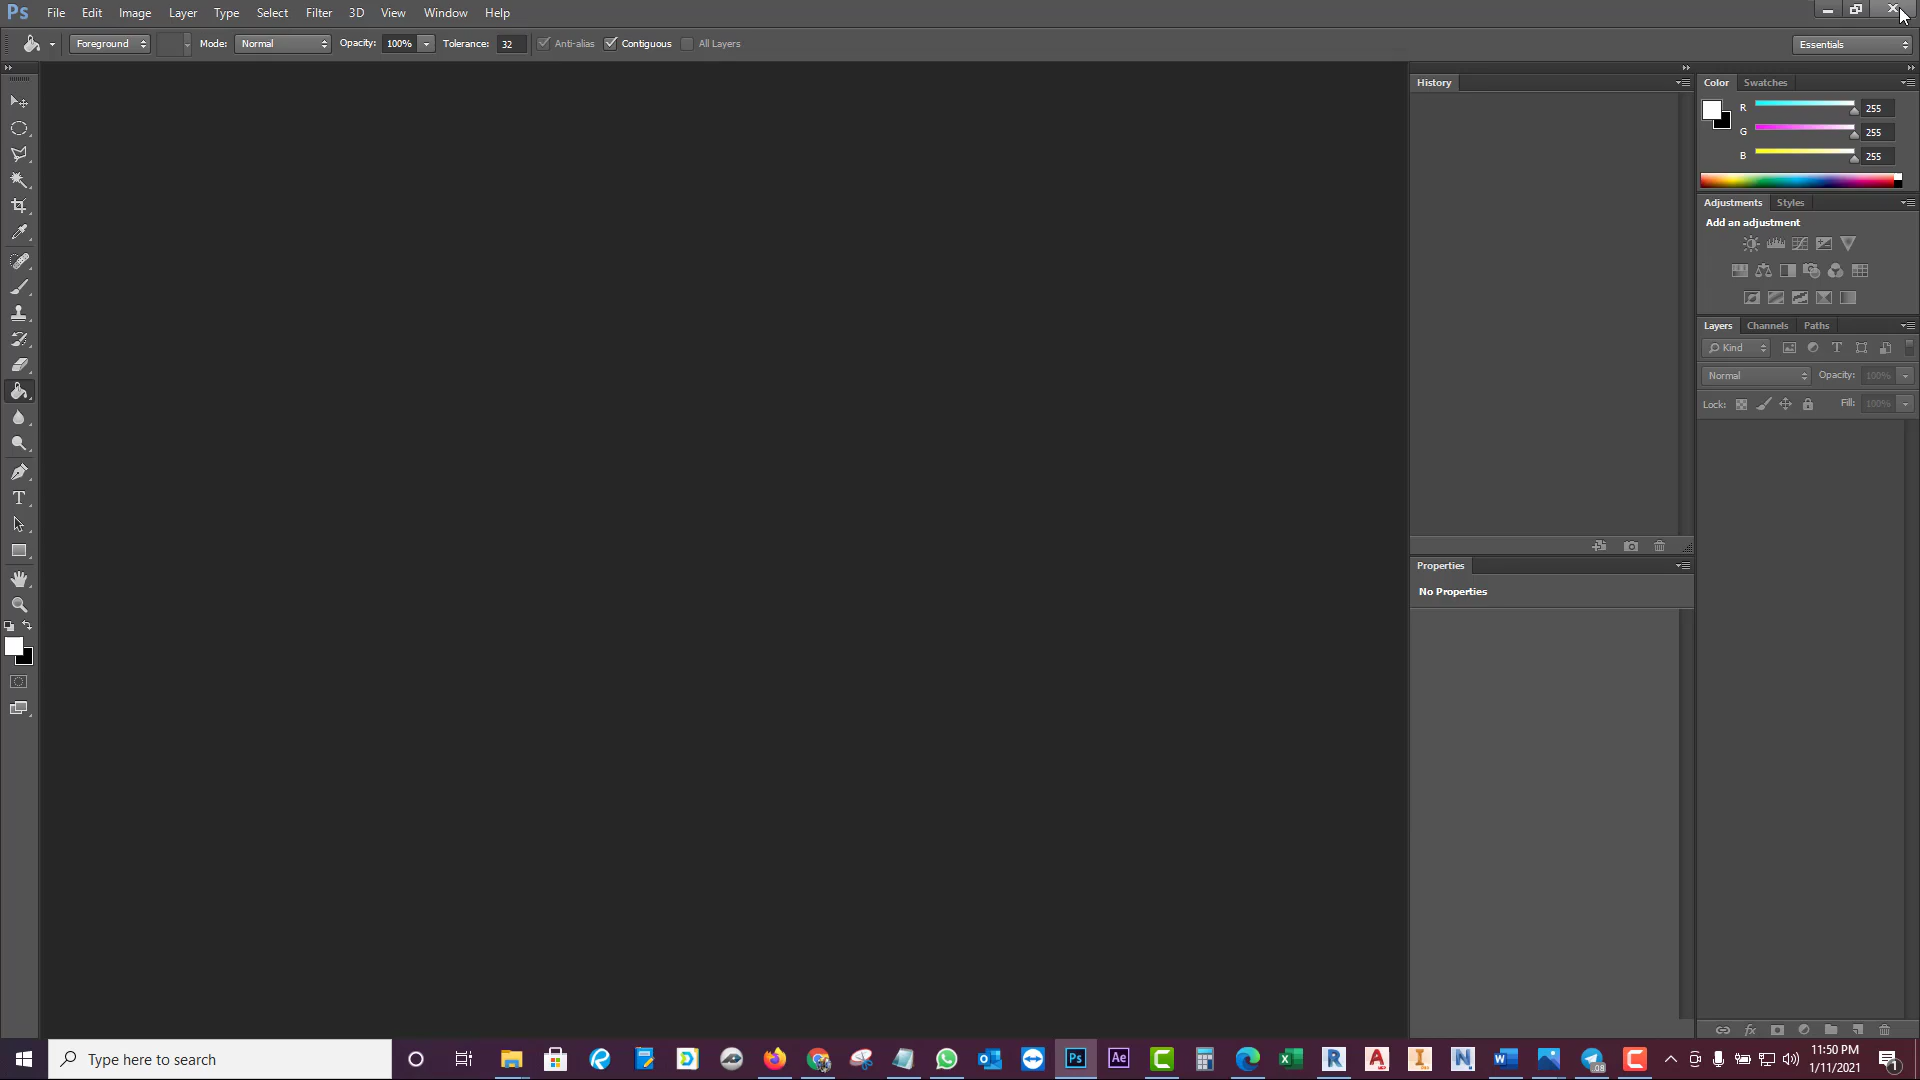 Ps File Edit Image Layer Type Select Filter 3D View Window Help
Foreground Mode: Normal Opacity: 100% Tolerance: 32 Anti-alias Contiguous All Layers Essentials
History
Color Swatches
R 255
G 255
B 255
Adjustments Styles
Add an adjustment
Layers Channels Paths
Kind
Normal Opacity: 100%
Lock: Fill: 100%
Properties
No Properties
Type here to search
11:50 PM
1/11/2021